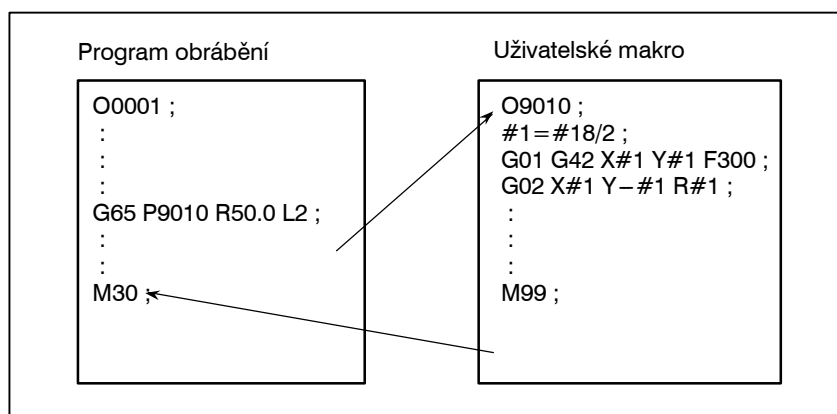 Program obrábění
O0001 ;
:
:
:
G65 P9010 R50.0 L2 ;
:
:
M30 ;
Uživatelské makro
O9010 ;
#1=#18/2 ;
G01 G42 X#1 Y#1 F300 ;
G02 X#1 Y–#1 R#1 ;
:
:
:
M99 ;